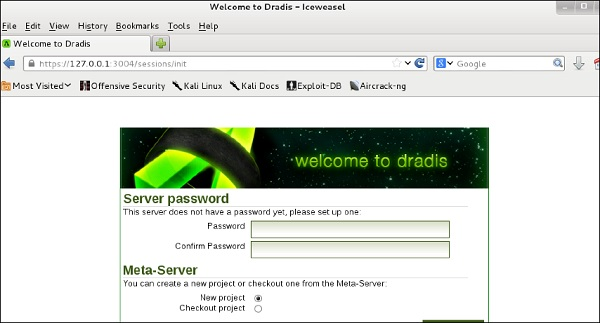 Welcome to Dradis - Iceweasel
File Edit View History Bookmarks Tools Help
Welcome to Dradis
https://127.0.0.1:3004/sessions/init
Google
Most Visited Offensive Security Kali Linux Kali Docs Exploit-DB Aircrack-ng
welcome to dradis
Server password
This server does not have a password yet, please set up one:
Password
Confirm Password
Meta-Server
You can create a new project or checkout one from the Meta-Server:
New project
Checkout project